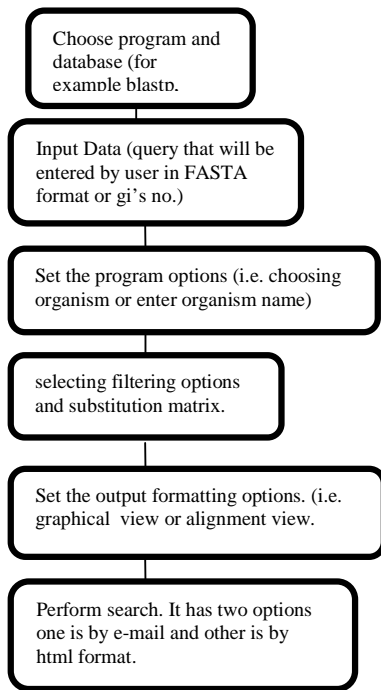 Choose program and
database (for
example blastp,
Input Data (query that will be
entered by user in FASTA
format or gi's no.)
Set the program options (i.e. choosing
organism or enter organism name)
selecting filtering options
and substitution matrix.
Set the output formatting options. (i.e.
graphical view or alignment view.
Perform search. It has two options
one is by e-mail and other is by
html format.